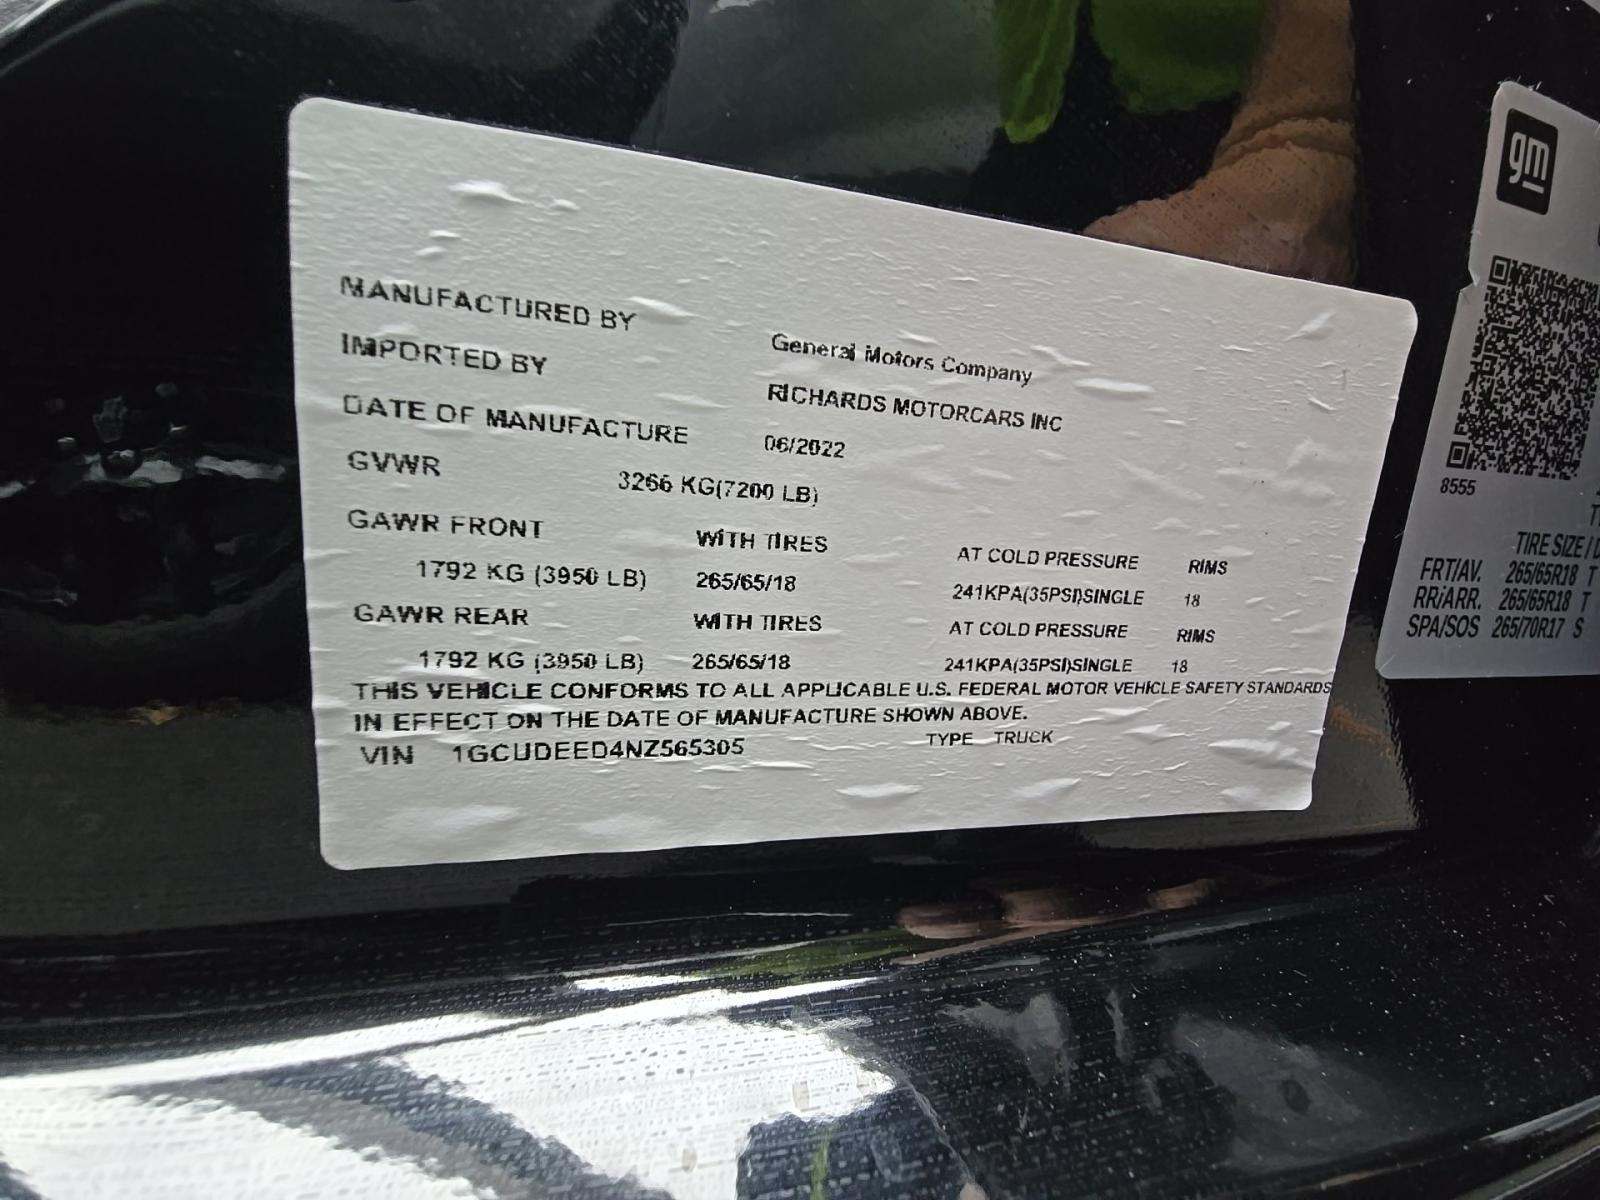 MANUFACTURED BY General Motors Company
IMPORTED BY RICHARDS MOTORCARS INC
DATE OF MANUFACTURE 06/2022
GVWR 3266 KG(7200 LB)
GAWR FRONT WITH TIRES AT COLD PRESSURE RIMS
1792 KG (3950 LB) 265/65/18 241KPA(35PSI)SINGLE 18
GAWR REAR WITH TIRES AT COLD PRESSURE RIMS
1792 KG (3950 LB) 265/65/18 241KPA(35PSI)SINGLE 18
THIS VEHICLE CONFORMS TO ALL APPLICABLE U.S. FEDERAL MOTOR VEHICLE SAFETY STANDARDS
IN EFFECT ON THE DATE OF MANUFACTURE SHOWN ABOVE.
VIN 1GCUDEED4NZ565305 TYPE TRUCK
gm
8555
TIRE SIZE /
FRT/AV. 265/65R18 T
RR/ARR. 265/65R18 T
SPA/SOS 265/70R17 S